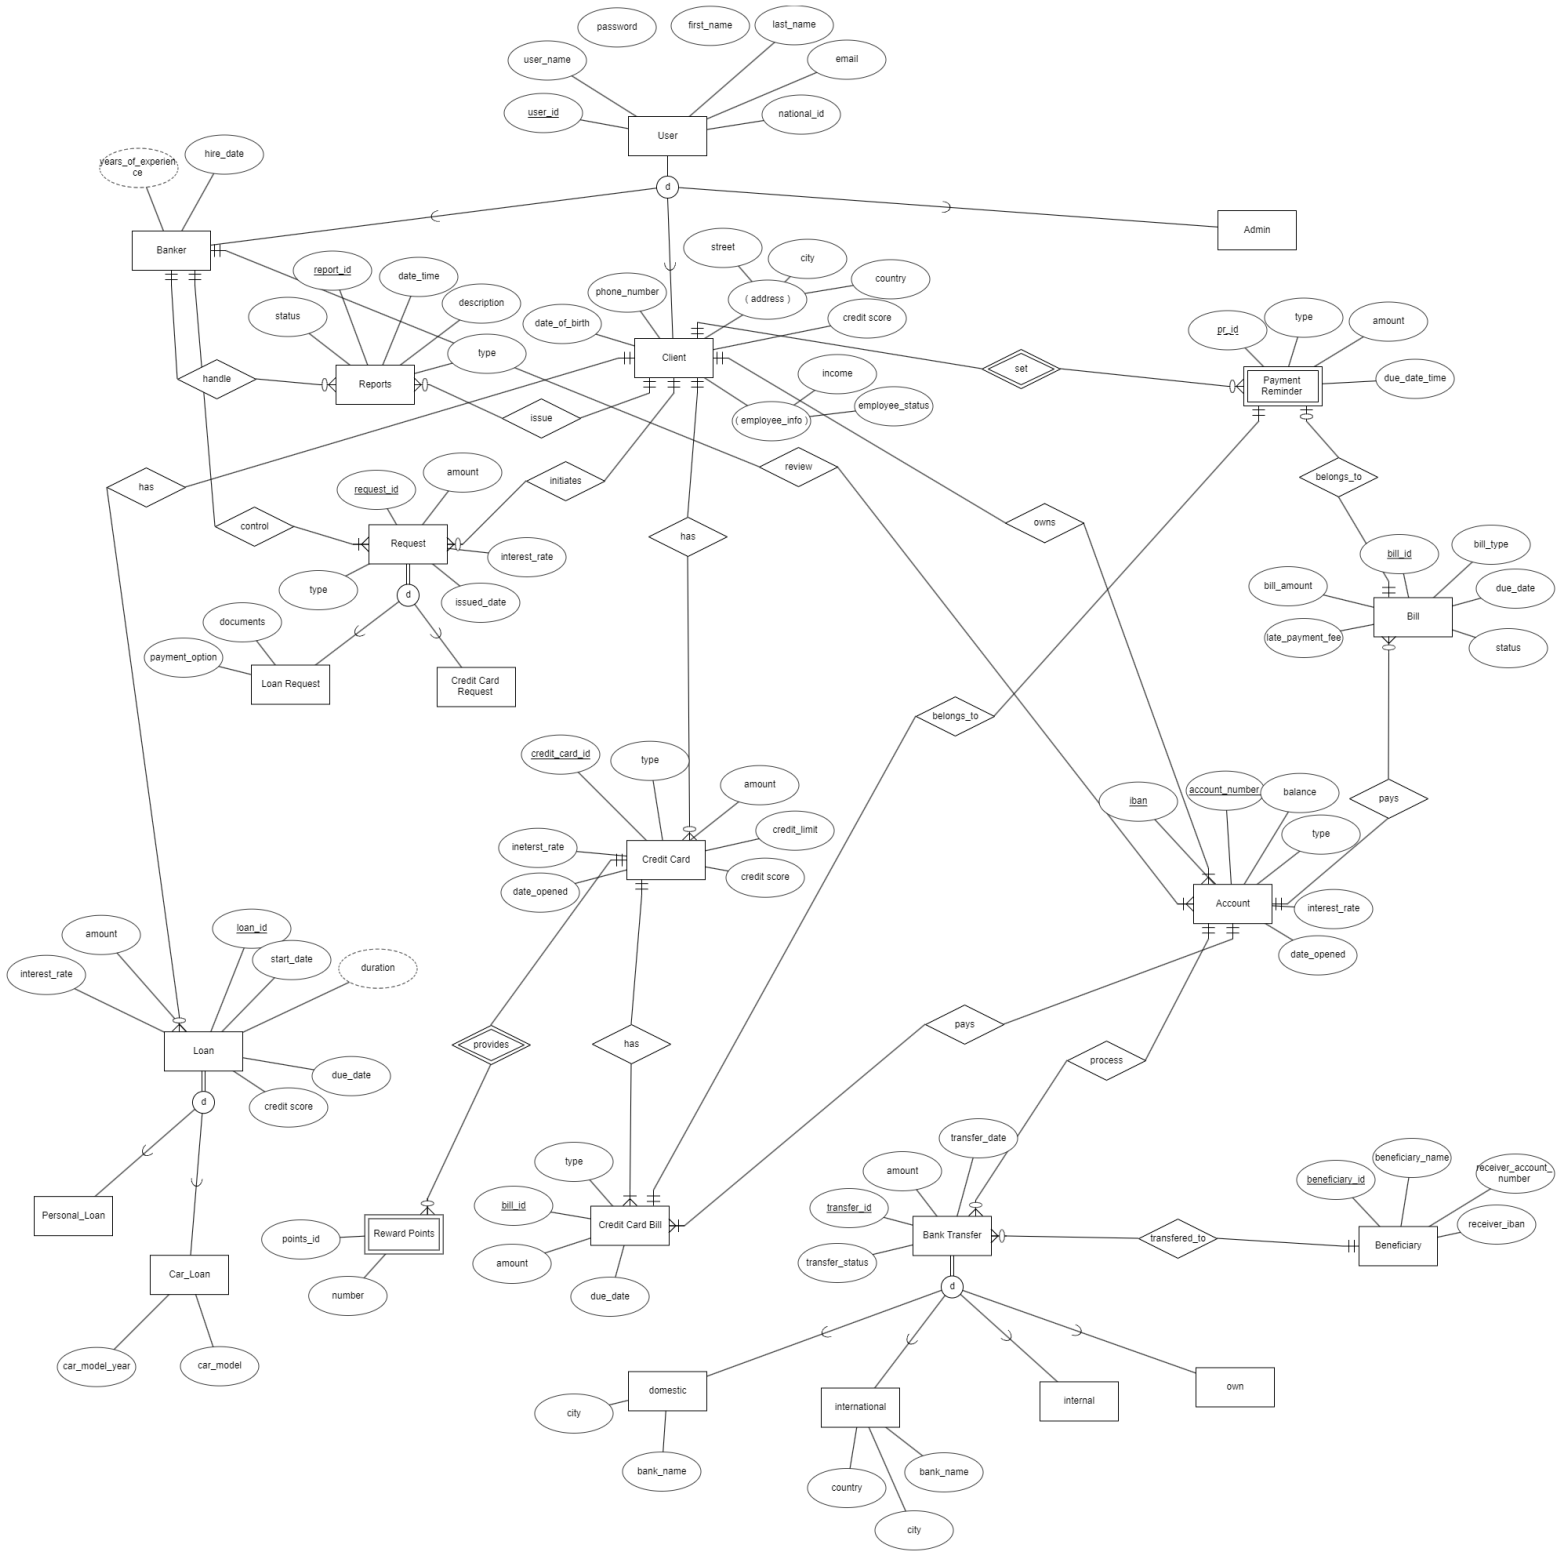 password
first_name
last_name
user_name
email
user_id
national_id
User
d
years_of_experien
ce
hire_date
Banker
Admin
report_id
date_time
description
status
type
Reports
handle
issue
street
city
country
( address )
phone_number
date_of_birth
credit score
Client
income
employee_status
( employee_info )
set
pr_id
type
amount
due_date_time
Payment
Reminder
has
initiates
review
belongs_to
owns
control
request_id
amount
Request
interest_rate
type
issued_date
d
documents
payment_option
Loan Request
Credit Card
Request
has
bill_id
bill_type
bill_amount
due_date
late_payment_fee
status
Bill
belongs_to
pays
credit_card_id
type
amount
credit_limit
ineterst_rate
credit score
date_opened
Credit Card
iban
account_number
balance
type
interest_rate
date_opened
Account
loan_id
amount
start_date
duration
interest_rate
Loan
due_date
credit score
d
Personal_Loan
Car_Loan
car_model_year
car_model
provides
has
pays
process
points_id
Reward Points
number
type
bill_id
Credit Card Bill
amount
due_date
transfer_date
amount
transfer_id
transfer_status
Bank Transfer
transfered_to
beneficiary_name
beneficiary_id
receiver_account_
number
receiver_iban
Beneficiary
d
domestic
city
bank_name
international
country
bank_name
city
internal
own